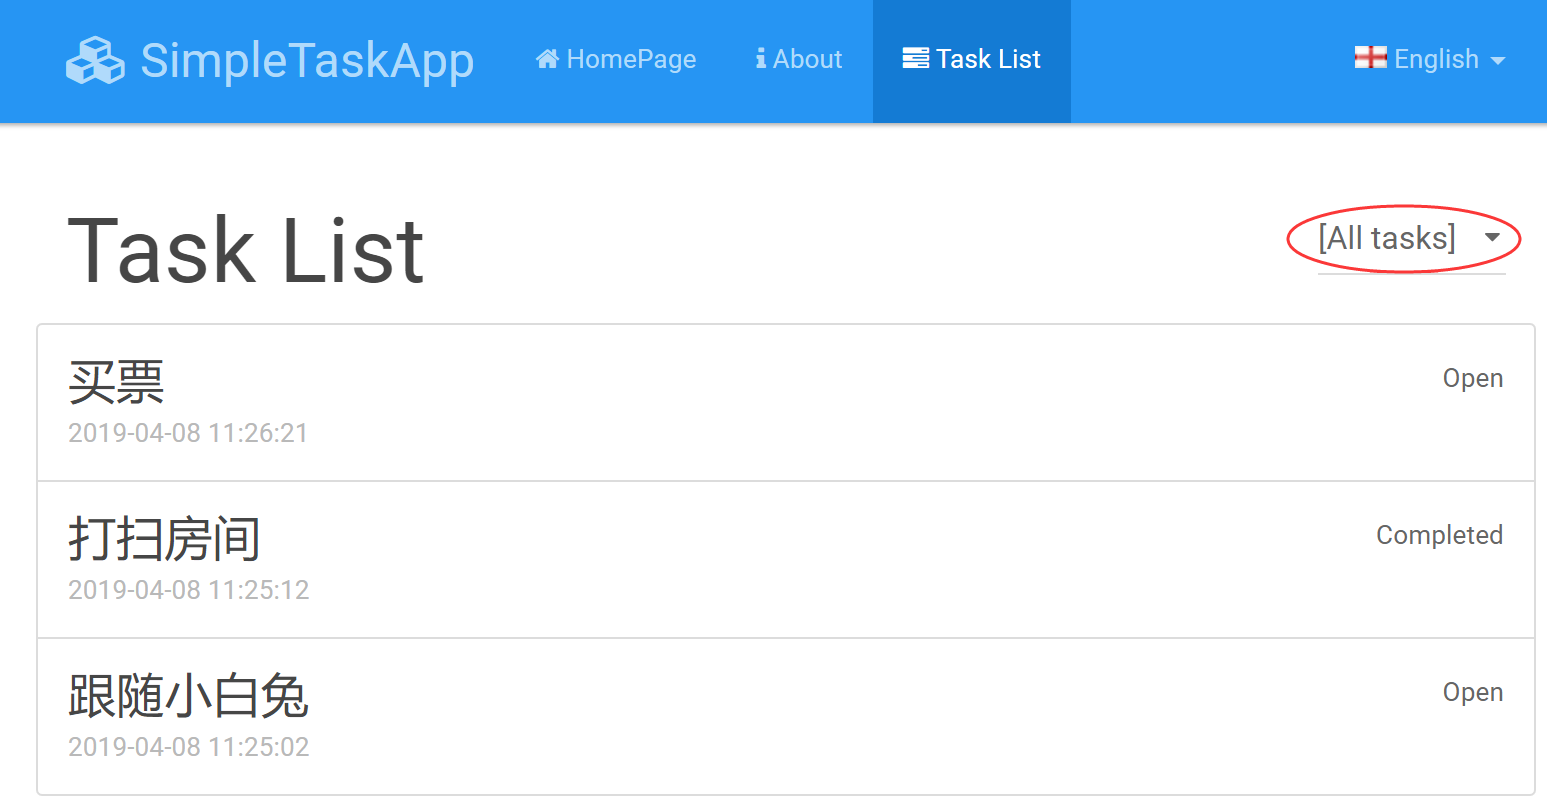 SimpleTaskApp HomePage About Task List English
Task List
[All tasks]
买票
Open
2019-04-08 11:26:21
打扫房间
Completed
2019-04-08 11:25:12
跟随小白兔
Open
2019-04-08 11:25:02